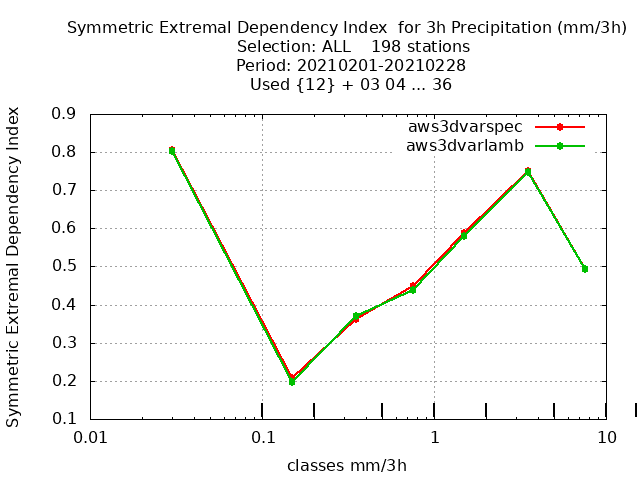 Symmetric Extremal Dependency Index  for 3h Precipitation (mm/3h)
Selection: ALL    198 stations
Period: 20210201-20210228
Used {12} + 03 04 ... 36
Symmetric Extremal Dependency Index
0.9
0.8
0.7
0.6
0.5
0.4
0.3
0.2
0.1
aws3dvarspec
aws3dvarlamb
0.01
0.1
1
10
classes mm/3h